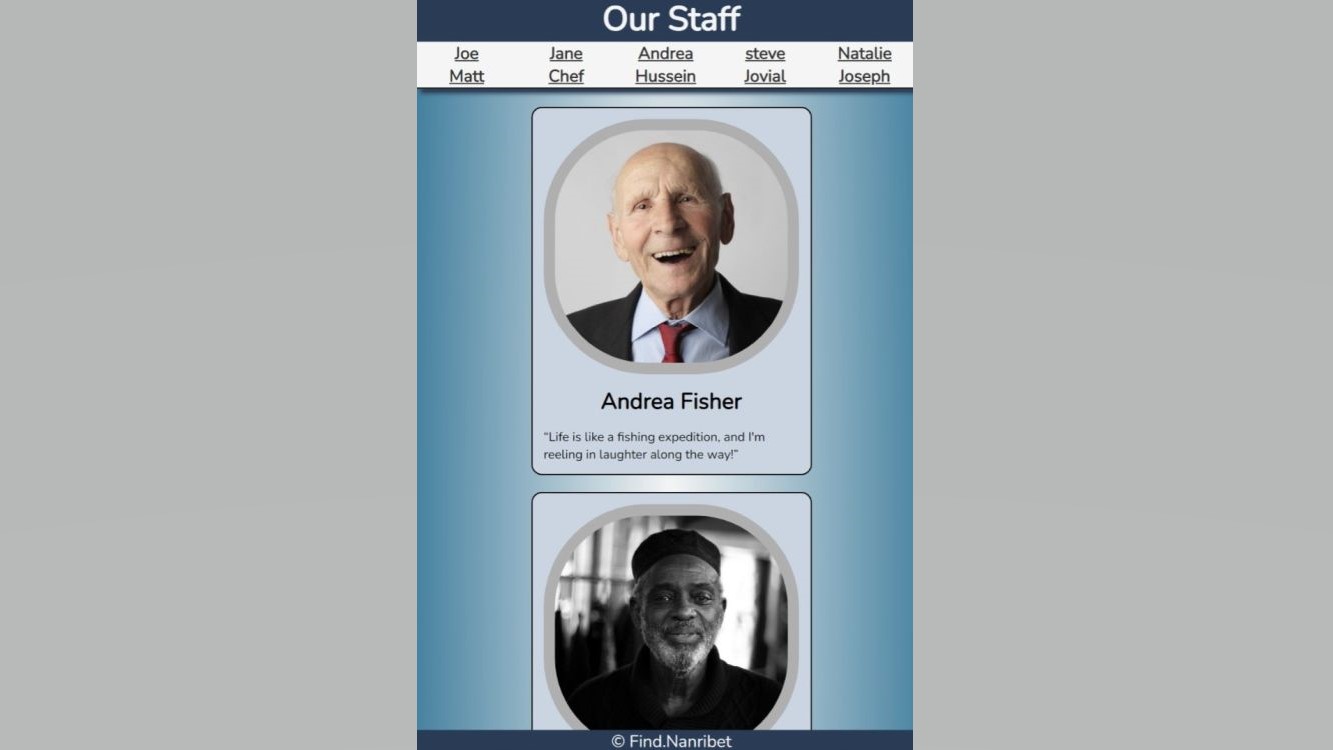 Our Staff
Joe Jane Andrea steve Natalie
Matt Chef Hussein Jovial Joseph
Andrea Fisher
“Life is like a fishing expedition, and I'm
reeling in laughter along the way!”
© Find.Nanribet